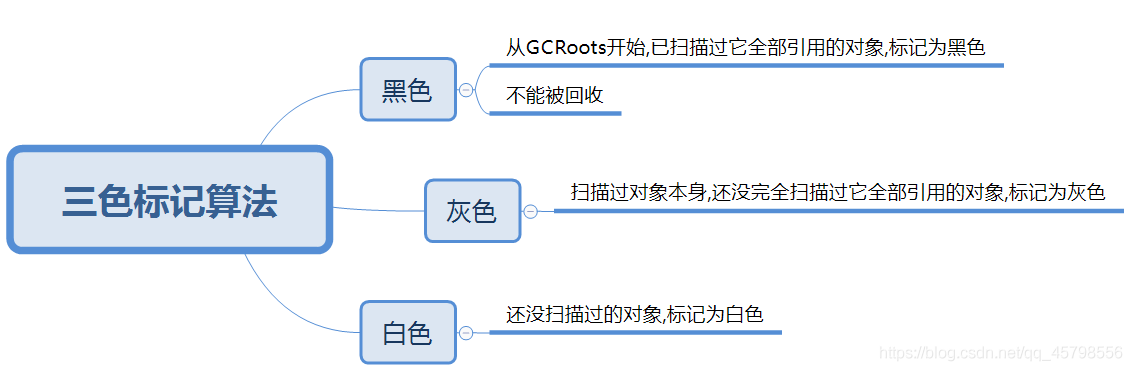 从GCRoots开始,已扫描过它全部引用的对象,标记为黑色
黑色
不能被回收
三色标记算法
扫描过对象本身,还没完全扫描过它全部引用的对象,标记为灰色
灰色
还没扫描过的对象,标记为白色
白色
https://blog.csdn.net/qq_45798556